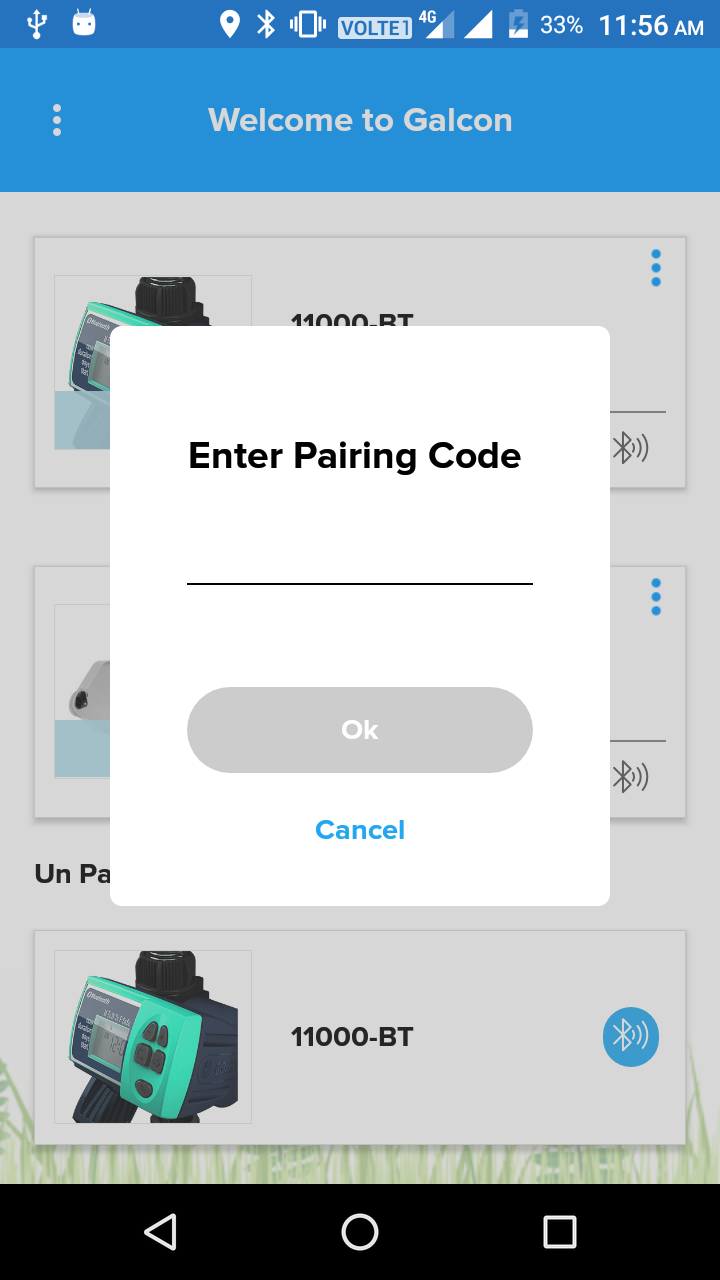 VOLTE1 4G 33% 11:56 AM
Welcome to Galcon
11000-BT
Enter Pairing Code
Ok
Cancel
Un Pa
Bluetooth
11000-BT